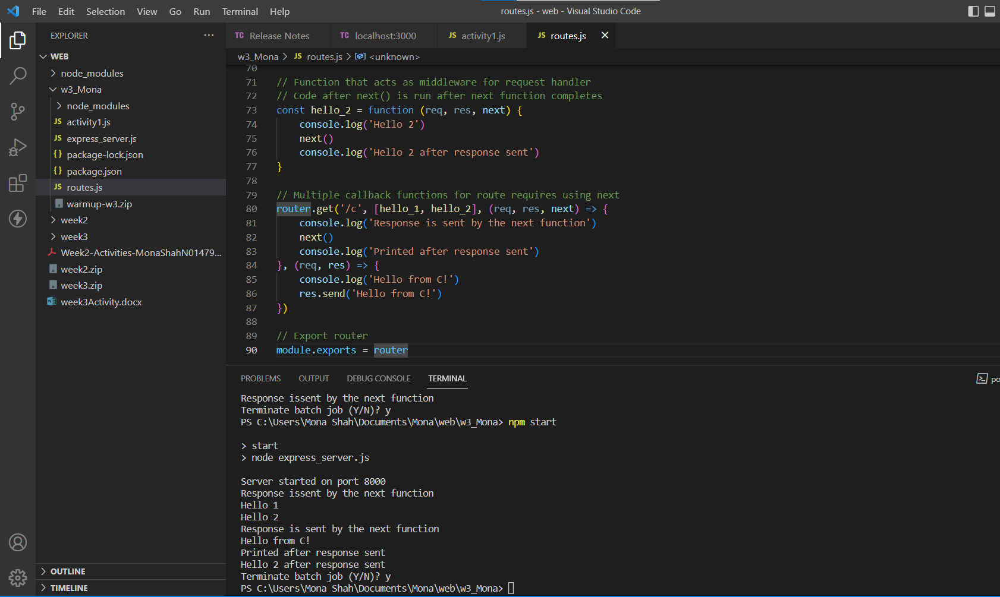 File Edit Selection View Go Run Terminal Help
routes.js - web - Visual Studio Code
EXPLORER ...
WEB
node_modules
w3_Mona
node_modules
JS activity1.js
JS express_server.js
{} package-lock.json
{} package.json
JS routes.js
warmup-w3.zip
week2
week3
Week2-Activities-MonaShahN01479...
week2.zip
week3.zip
week3Activity.docx
OUTLINE
TIMELINE
TC Release Notes
TC localhost:3000
JS activity1.js
JS routes.js
w3_Mona > JS routes.js > <unknown>
70
71 // Function that acts as middleware for request handler
72 // Code after next() is run after next function completes
73 const hello_2 = function (req, res, next) {
74 console.log('Hello 2')
75 next()
76 console.log('Hello 2 after response sent')
77 }
78
79 // Multiple callback functions for route requires using next
80 router.get('/c', [hello_1, hello_2], (req, res, next) => {
81 console.log('Response is sent by the next function')
82 next()
83 console.log('Printed after response sent')
84 }, (req, res) => {
85 console.log('Hello from C!')
86 res.send('Hello from C!')
87 })
88
89 // Export router
90 module.exports = router
PROBLEMS OUTPUT DEBUG CONSOLE TERMINAL
po
Response issent by the next function
Terminate batch job (Y/N)? y
PS C:\Users\Mona Shah\Documents\Mona\web\w3_Mona> npm start
> start
> node express_server.js
Server started on port 8000
Response issent by the next function
Hello 1
Hello 2
Response is sent by the next function
Hello from C!
Printed after response sent
Hello 2 after response sent
Terminate batch job (Y/N)? y
PS C:\Users\Mona Shah\Documents\Mona\web\w3_Mona>